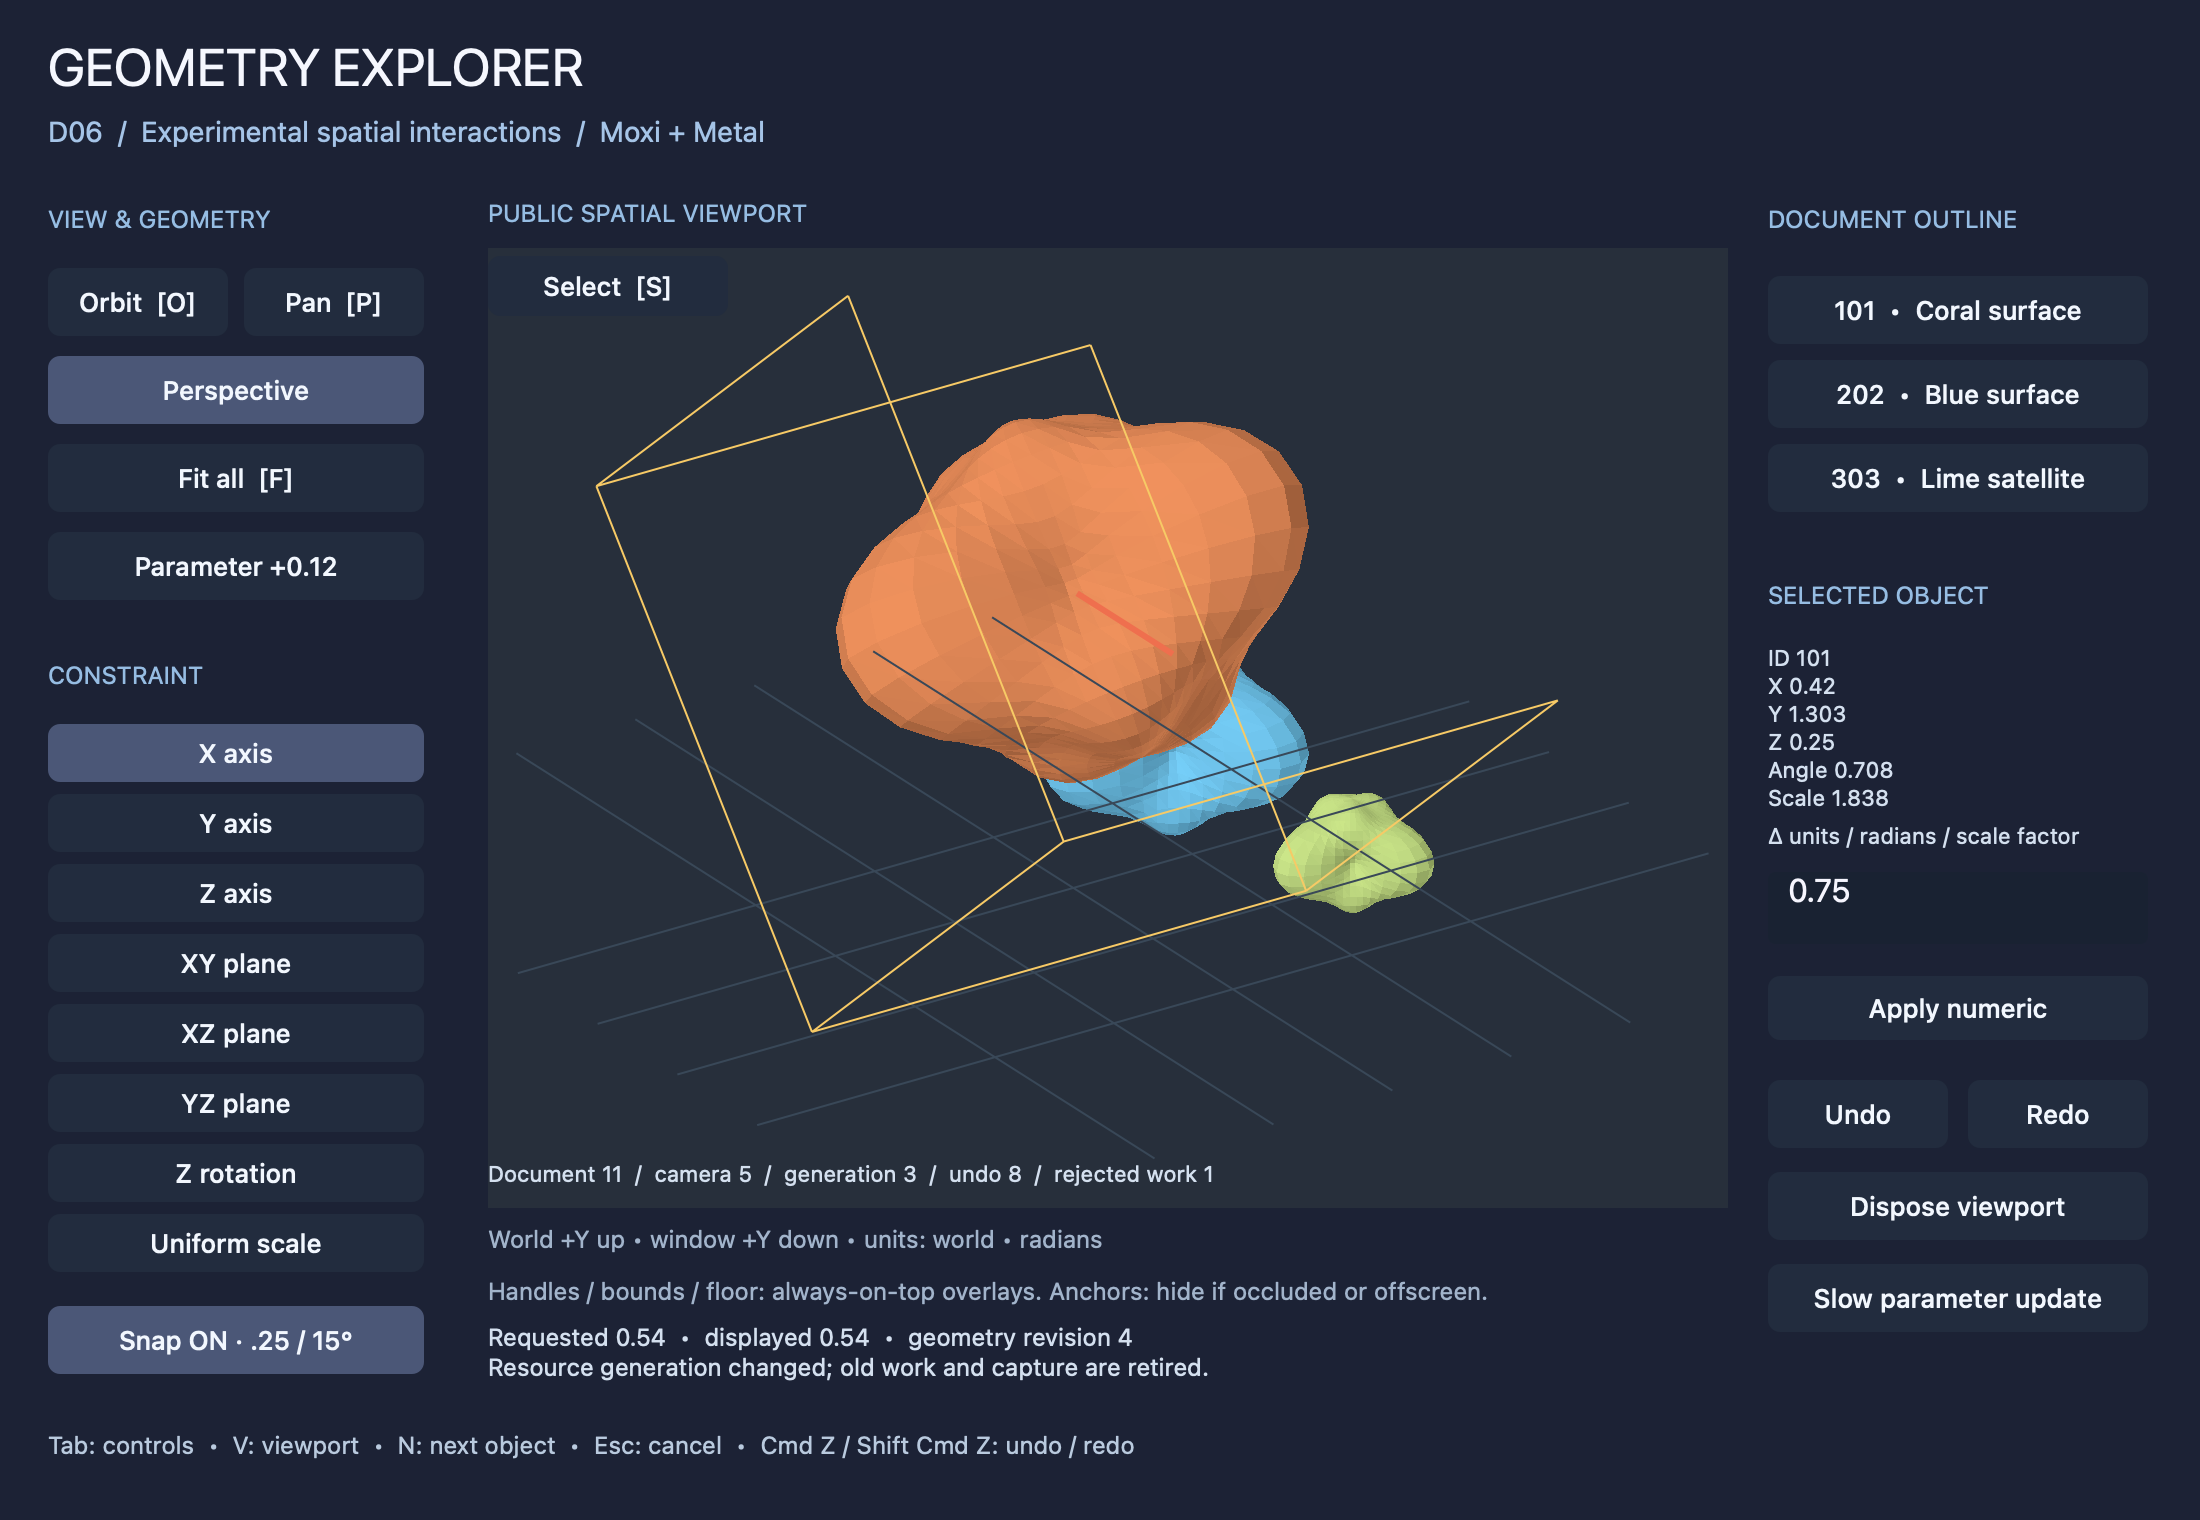 GEOMETRY EXPLORER
D06 / Experimental spatial interactions / Moxi + Metal
VIEW & GEOMETRY
Orbit [O]
Pan [P]
Perspective
Fit all [F]
Parameter +0.12
CONSTRAINT
X axis
Y axis
Z axis
XY plane
XZ plane
YZ plane
Z rotation
Uniform scale
Snap ON · .25 / 15°
PUBLIC SPATIAL VIEWPORT
Select [S]
Document 11 / camera 5 / generation 3 / undo 8 / rejected work 1
World +Y up • window +Y down • units: world • radians
Handles / bounds / floor: always-on-top overlays. Anchors: hide if occluded or offscreen.
Requested 0.54 • displayed 0.54 • geometry revision 4
Resource generation changed; old work and capture are retired.
DOCUMENT OUTLINE
101 • Coral surface
202 • Blue surface
303 • Lime satellite
SELECTED OBJECT
ID 101
X 0.42
Y 1.303
Z 0.25
Angle 0.708
Scale 1.838
Δ units / radians / scale factor
0.75
Apply numeric
Undo
Redo
Dispose viewport
Slow parameter update
Tab: controls • V: viewport • N: next object • Esc: cancel • Cmd Z / Shift Cmd Z: undo / redo